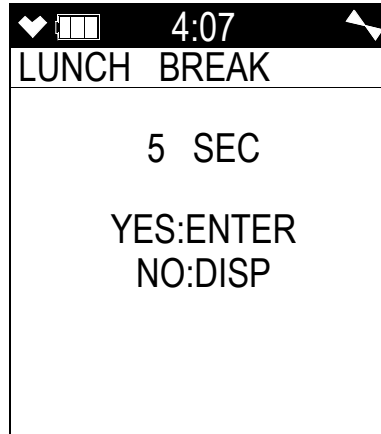 4:07
LUNCH BREAK
5 SEC
YES:ENTER
NO:DISP